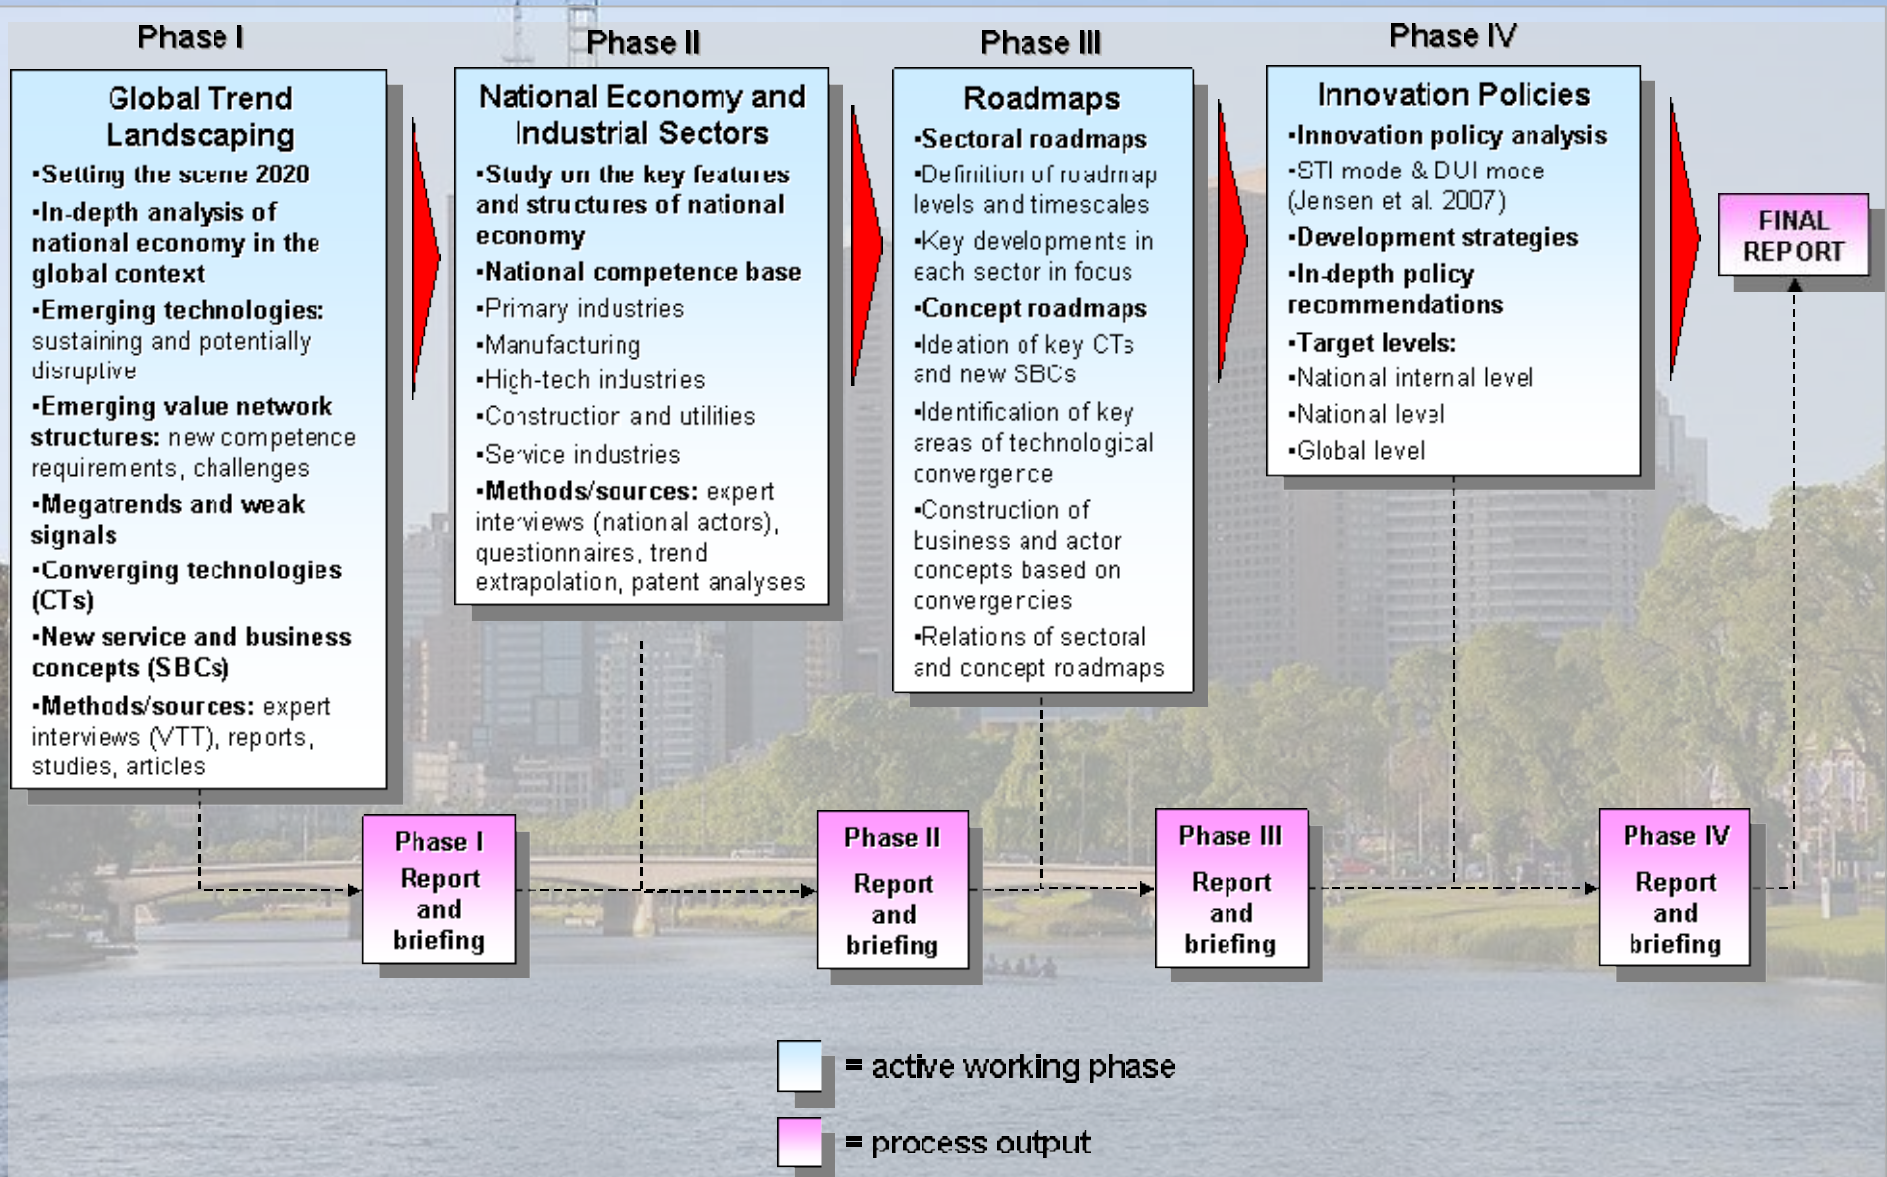 Phase I
Global Trend
Landscaping
▪Setting the scene 2020
▪In-depth analysis of
national economy in the
global context
▪Emerging technologies:
sustaining and potentially
disruptive
▪Emerging value network
structures: new competence
requirements, challenges
▪Megatrends and weak
signals
▪Converging technologies
(CTs)
▪New service and business
concepts (SBCs)
▪Methods/sources: expert
interviews (VTT), reports,
studies, articles
Phase II
National Economy and
Industrial Sectors
▪Study on the key features
and structures of national
economy
▪National competence base
▪Primary industries
▪Manufacturing
▪High-tech industries
▪Construction and utilities
▪Service industries
▪Methods/sources: expert
interviews (national actors),
questionnaires, trend
extrapolation, patent analyses
Phase III
Roadmaps
▪Sectoral roadmaps
▪Definition of roadmap
levels and timescales
▪Key developments in
each sector in focus
▪Concept roadmaps
▪Ideation of key CTs
and new SBCs
▪Identification of key
areas of technological
convergence
▪Construction of
business and actor
concepts based on
convergencies
▪Relations of sectoral
and concept roadmaps
Phase IV
Innovation Policies
▪Innovation policy analysis
▪STI mode & DUI mode
(Jensen et al. 2007)
▪Development strategies
▪In-depth policy
recommendations
▪Target levels:
▪National internal level
▪National level
▪Global level
FINAL
REPORT
Phase I
Report
and
briefing
Phase II
Report
and
briefing
Phase III
Report
and
briefing
Phase IV
Report
and
briefing
= active working phase
= process output